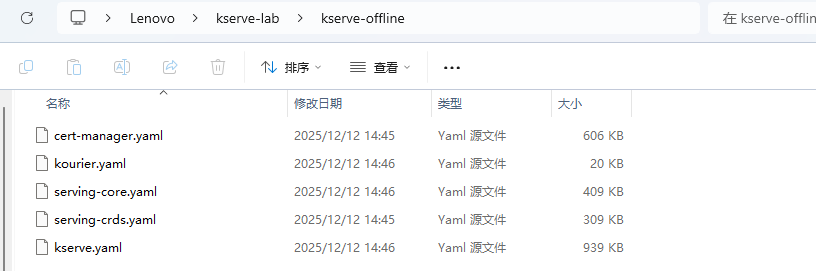 Lenovo > kserve-lab > kserve-offline 在 kserve-offlin
排序 查看 ...
名称 修改日期 类型 大小
cert-manager.yaml 2025/12/12 14:45 Yaml 源文件 606 KB
kourier.yaml 2025/12/12 14:46 Yaml 源文件 20 KB
serving-core.yaml 2025/12/12 14:46 Yaml 源文件 409 KB
serving-crds.yaml 2025/12/12 14:45 Yaml 源文件 309 KB
kserve.yaml 2025/12/12 14:46 Yaml 源文件 939 KB